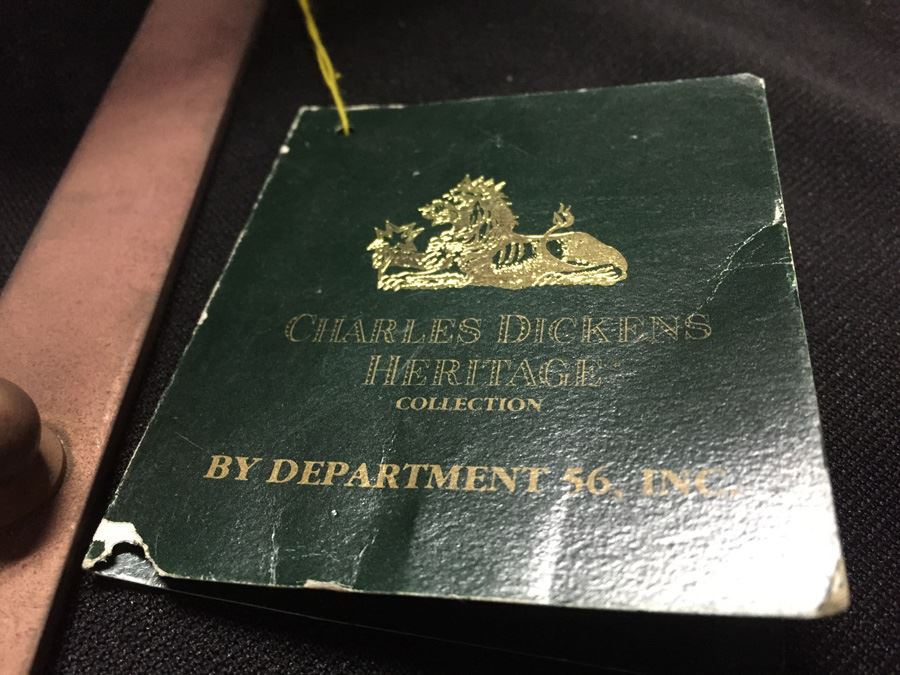 CHARLES DICKENS
HERITAGE®
COLLECTION
BY DEPARTMENT 56, INC.